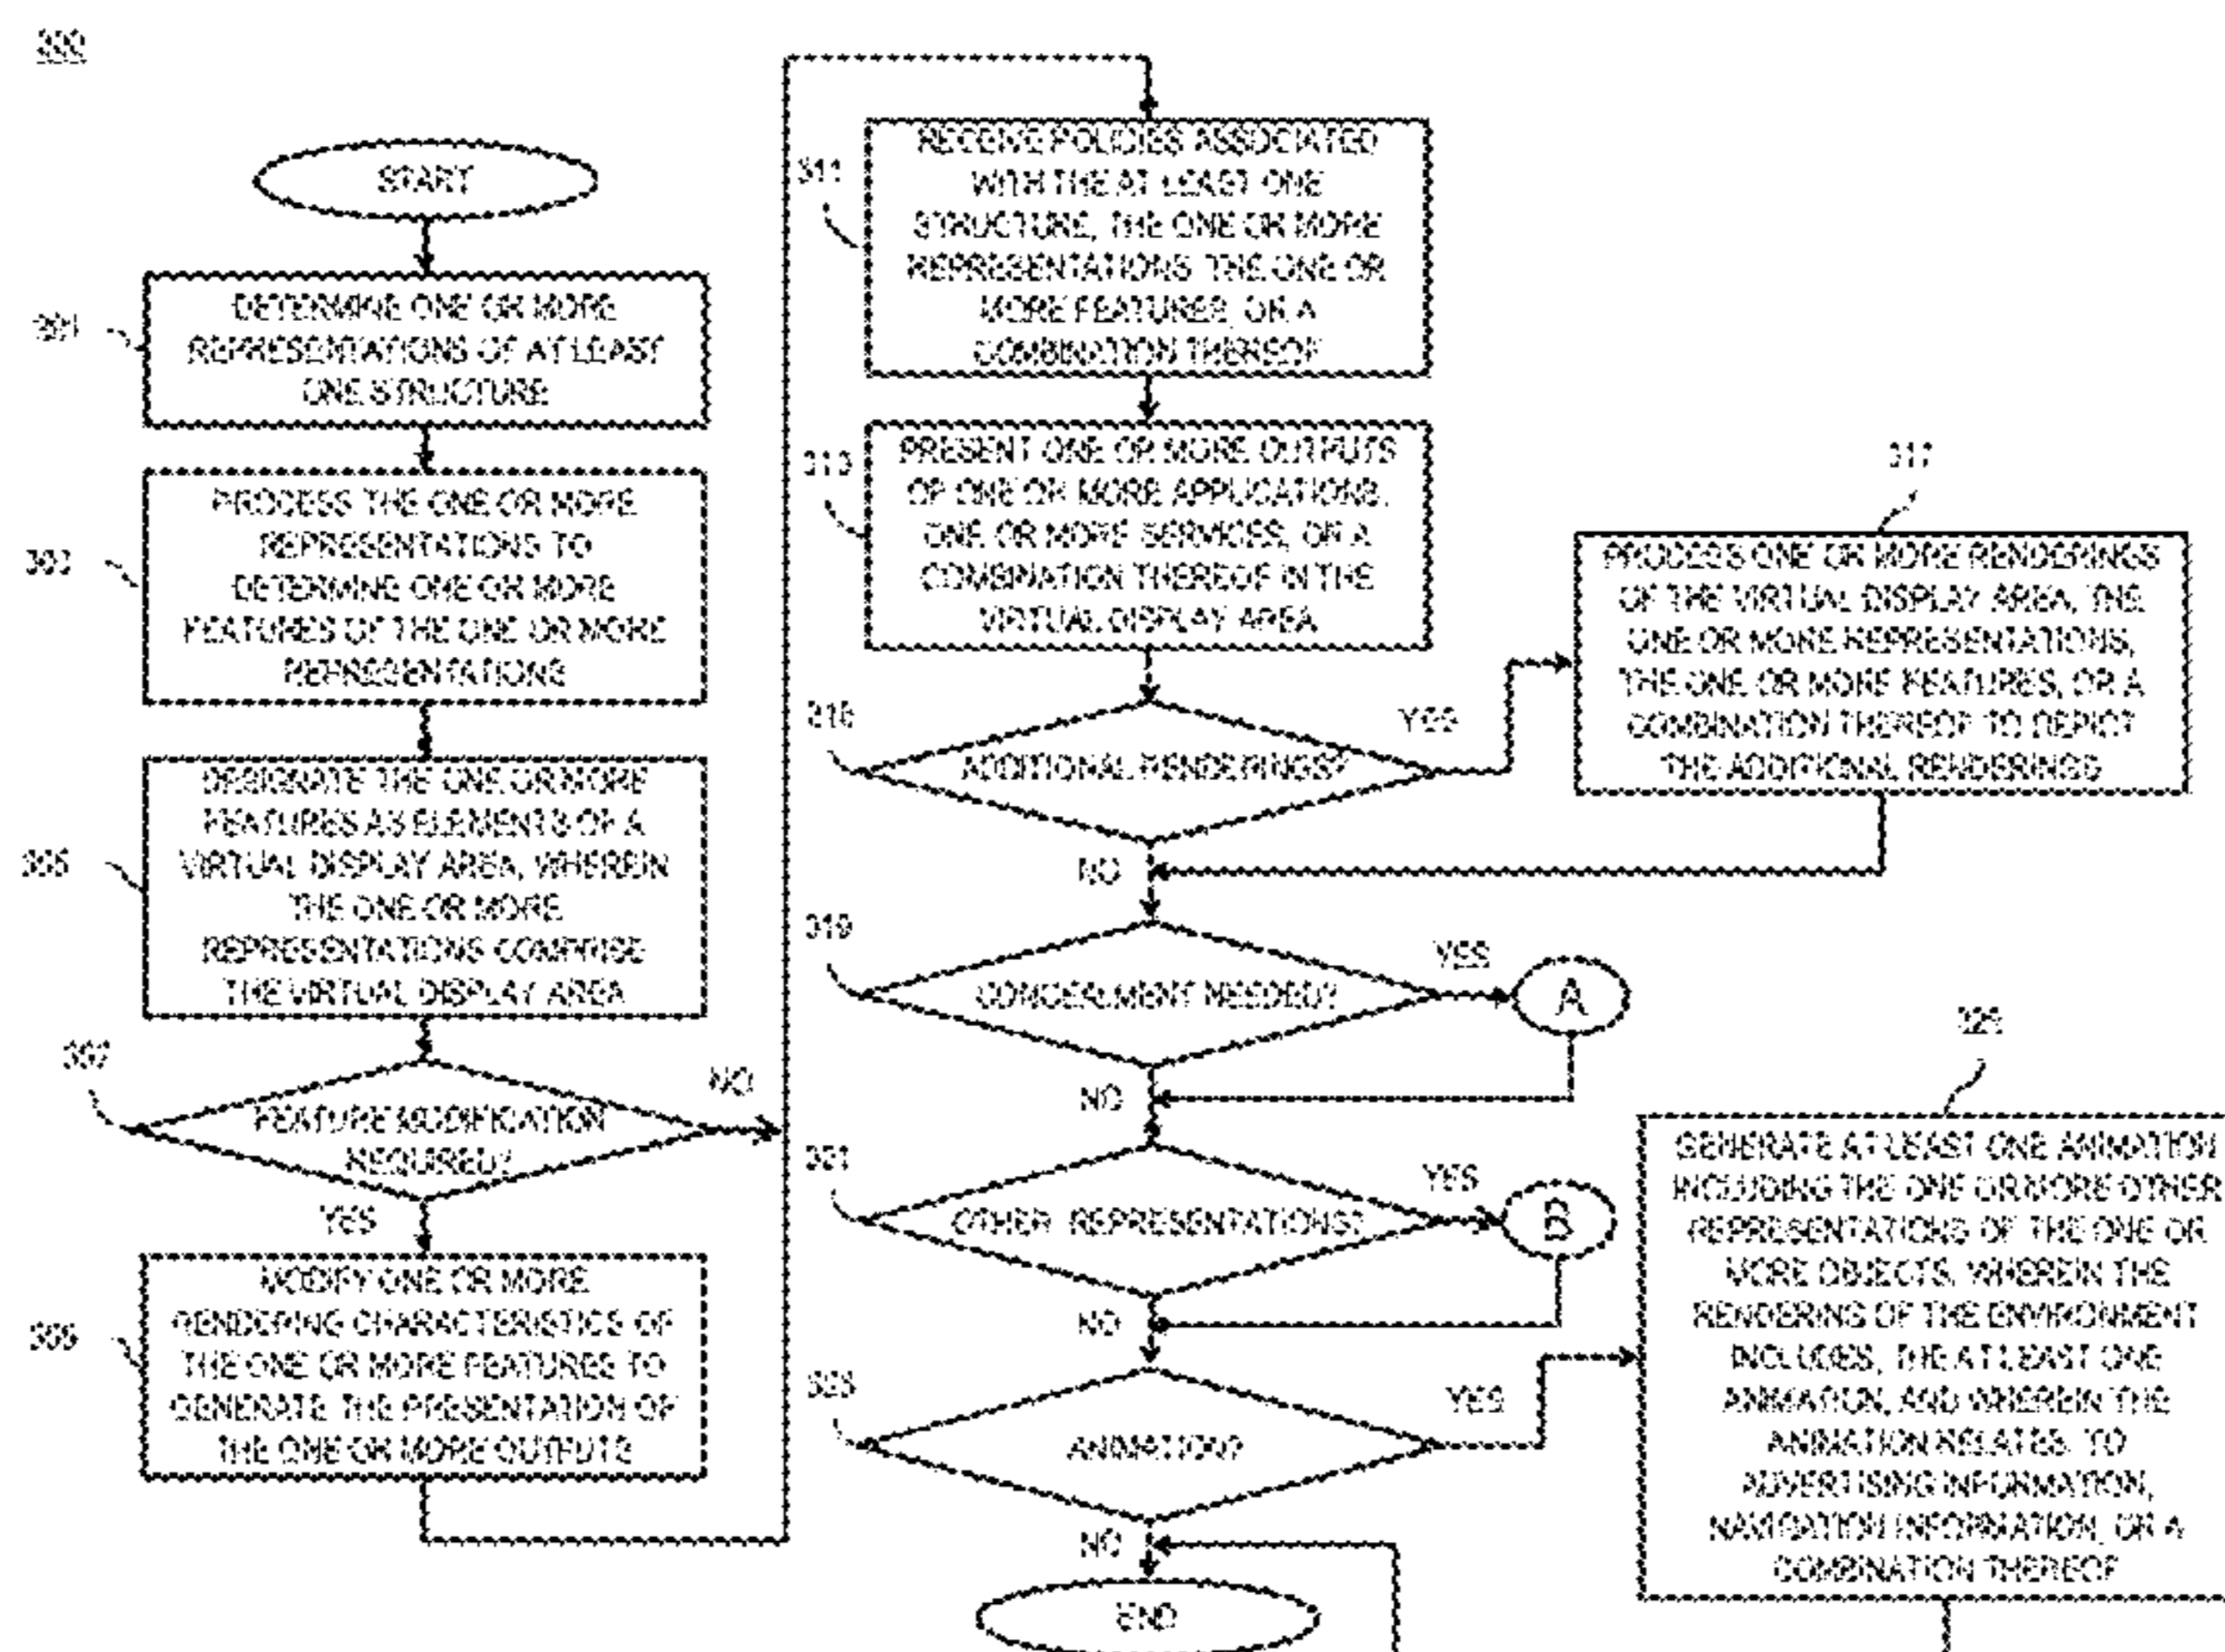 300
START
301
DETERMINE ONE OR MORE
REPRESENTATIONS OF AT LEAST
ONE STRUCTURE
303
PROCESS THE ONE OR MORE
REPRESENTATIONS TO
DETERMINE ONE OR MORE
FEATURES OF THE ONE OR MORE
REPRESENTATIONS
305
DESIGNATE THE ONE OR MORE
FEATURES AS ELEMENTS OF A
VIRTUAL DISPLAY AREA, WHEREIN
THE ONE OR MORE
REPRESENTATIONS COMPRISE
THE VIRTUAL DISPLAY AREA
307
NO
FEATURE MODIFICATION
REQUIRED?
YES
309
MODIFY ONE OR MORE
RENDERING CHARACTERISTICS OF
THE ONE OR MORE FEATURES TO
GENERATE THE PRESENTATION OF
THE ONE OR MORE OUTPUTS
311
RECEIVE POLICIES ASSOCIATED
WITH THE AT LEAST ONE
STRUCTURE, THE ONE OR MORE
REPRESENTATIONS, THE ONE OR
MORE FEATURES, OR A
COMBINATION THEREOF
313
PRESENT ONE OR MORE OUTPUTS
OF ONE OR MORE APPLICATIONS,
ONE OR MORE SERVICES, OR A
COMBINATION THEREOF IN THE
VIRTUAL DISPLAY AREA
315
YES
ADDITIONAL RENDERINGS?
NO
317
PROCESS ONE OR MORE RENDERINGS
OF THE VIRTUAL DISPLAY AREA, THE
ONE OR MORE REPRESENTATIONS,
THE ONE OR MORE FEATURES, OR A
COMBINATION THEREOF TO DEPICT
THE ADDITIONAL RENDERINGS
319
YES
CONCEALMENT NEEDED?
A
NO
321
YES
OTHER REPRESENTATIONS?
B
NO
323
YES
ANIMATION?
NO
END
325
GENERATE AT LEAST ONE ANIMATION
INCLUDING THE ONE OR MORE OTHER
REPRESENTATIONS OF THE ONE OR
MORE OBJECTS, WHEREIN THE
RENDERING OF THE ENVIRONMENT
INCLUDES, THE AT LEAST ONE
ANIMATION, AND WHEREIN THE
ANIMATION RELATES TO
ADVERTISING INFORMATION,
NAVIGATION INFORMATION, OR A
COMBINATION THEREOF